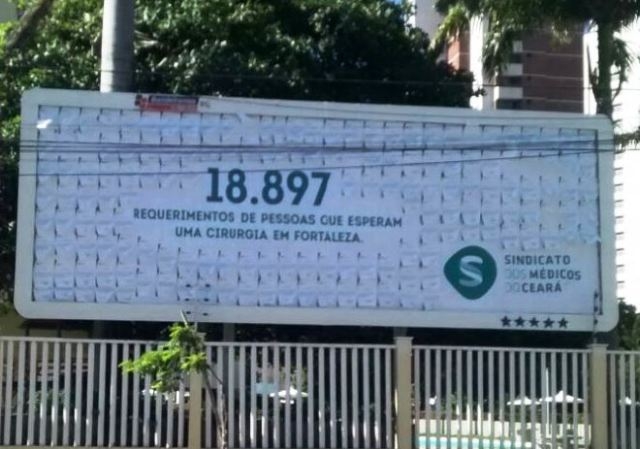 18.897
REQUERIMENTOS DE PESSOAS QUE ESPERAM
UMA CIRURGIA EM FORTALEZA.
S
SINDICATO
DOS MÉDICOS
DO CEARÁ